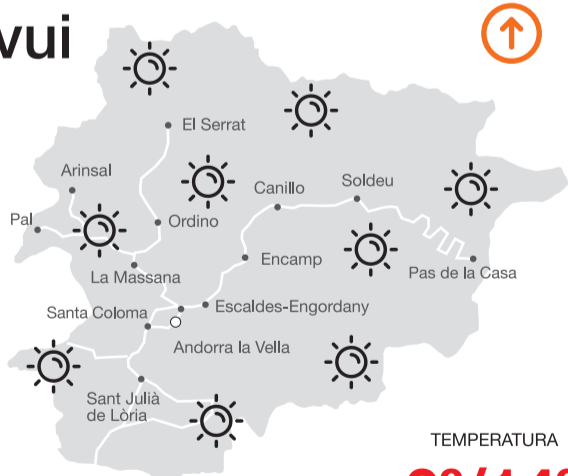 vui
El Serrat
Arinsal
Canillo
Soldeu
Pal
Ordino
La Massana
Encamp
Pas de la Casa
Santa Coloma
Escaldes-Engordany
Andorra la Vella
Sant Julià
de Lòria
TEMPERATURA